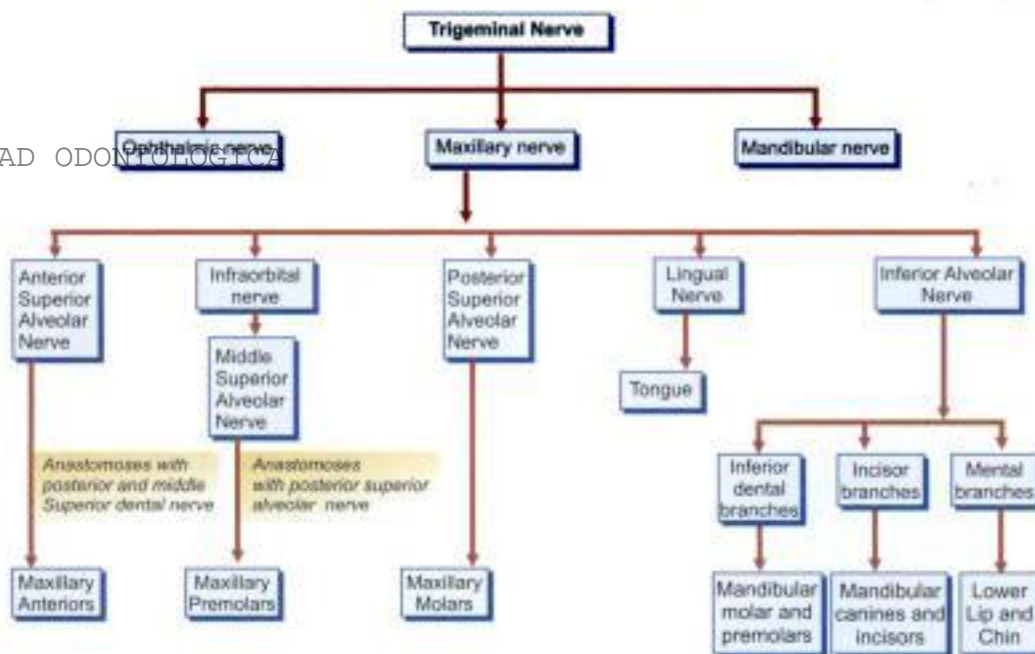 Trigeminal Nerve
Ophthalmic nerve
AD ODONTOLOGICA
Maxillary nerve
Mandibular nerve
Anterior
Superior
Alveolar
Nerve
Infraorbital
nerve
Middle
Superior
Alveolar
Nerve
Posterior
Superior
Alveolar
Nerve
Lingual
Nerve
Inferior Alveolar
Nerve
Tongue
Anastomoses with
posterior and middle
Superior dental nerve
Anastomoses
with posterior superior
alveolar nerve
Inferior
dental
branches
Incisor
branches
Mental
branches
Maxillary
Anteriors
Maxillary
Premolars
Maxillary
Molars
Mandibular
molar and
premolars
Mandibular
canines and
incisors
Lower
Lip and
Chin